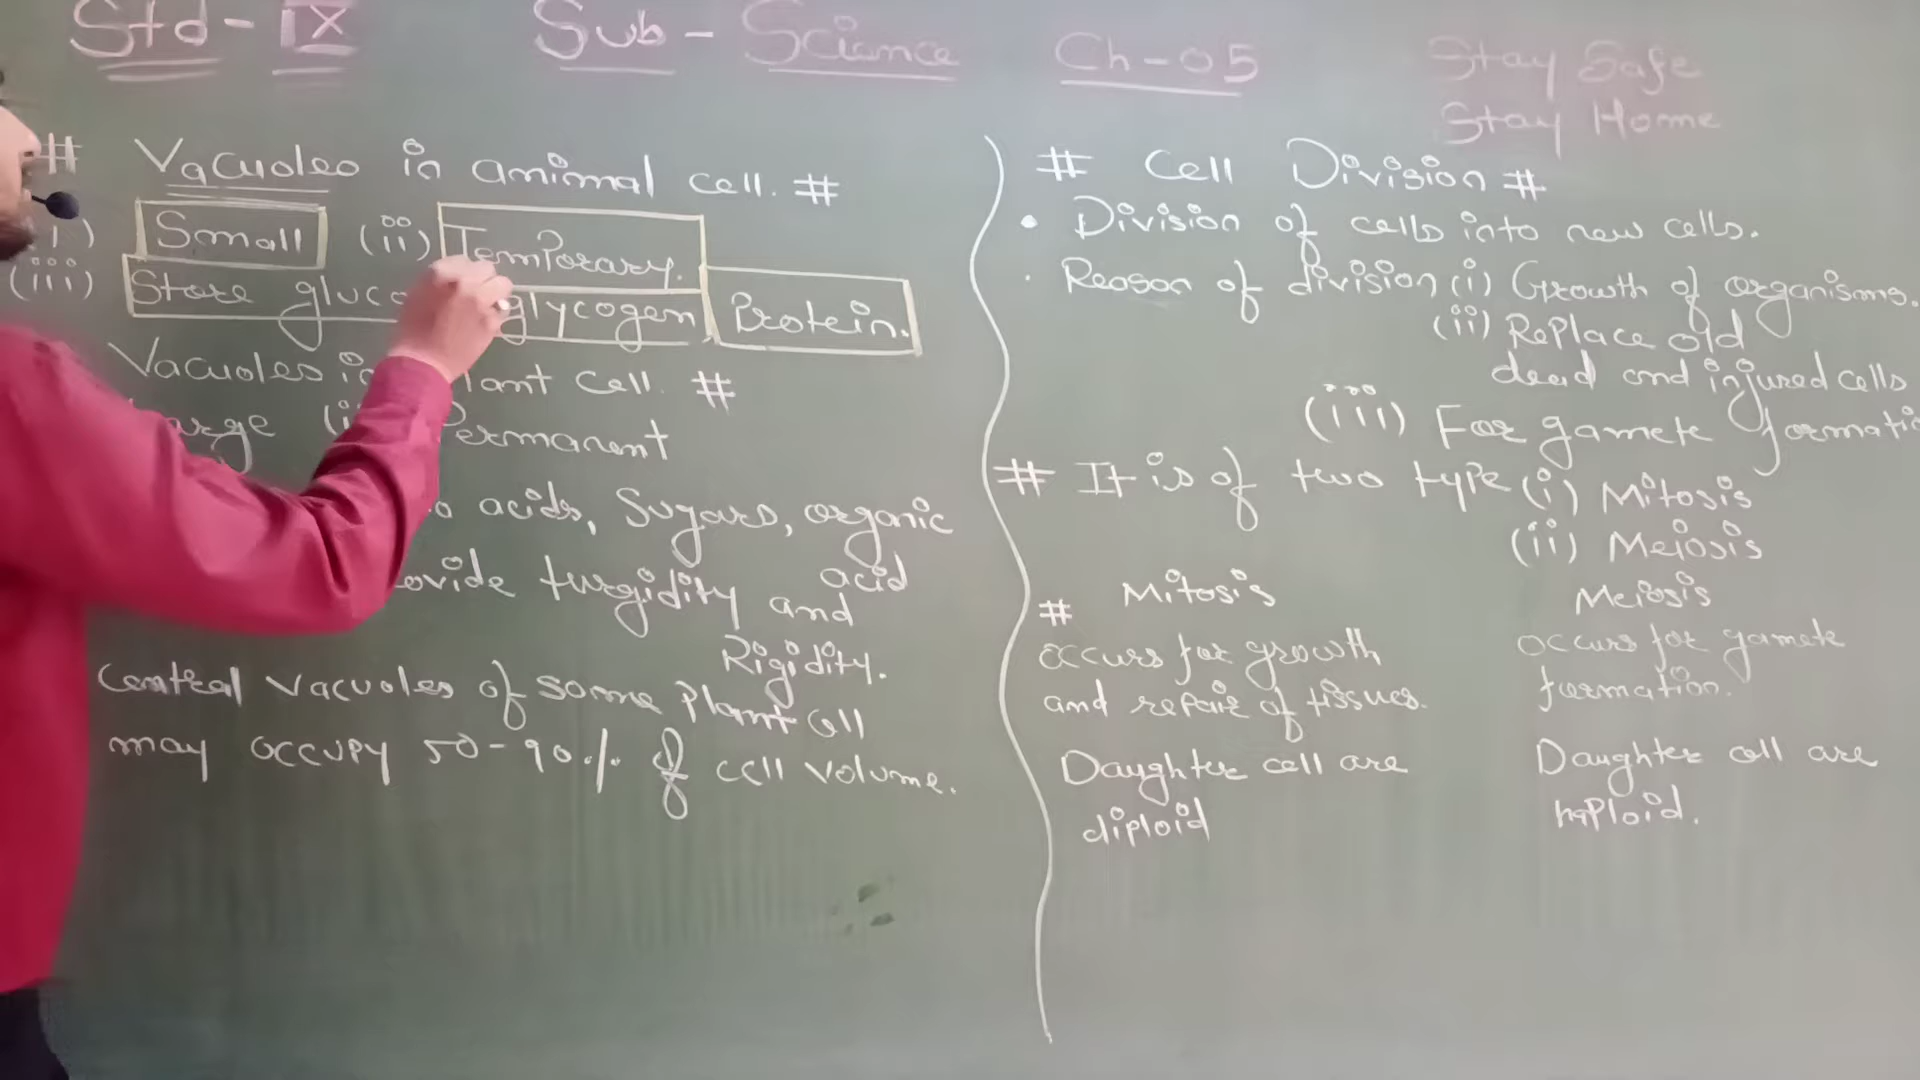 Std - IX Sub - Sciance Ch - 05
Stay Safe
Stay Home
# Vacuoles in animal cell. #
(i) Small (ii) Temporary.
(iii) Store gluco glycogen Protein.
Vacuoles in lant cell. #
arge Permanent
acids, Sugars, organic
acid
ovide turgidity and
Rigidity.
Central vacuoles of some Plant cell
may occupy 50-90% of cell volume.
# Cell Division #
• Division of cells into new cells.
• Reason of division (i) Growth of organisms.
(ii) Replace old
dead and injured cells
(iii) For gamete formatio
# It is of two type (i) Mitosis
(ii) Meiosis
# Mitosis
occurs for growth
and repair of tissues.
Daughter cell are
diploid
Meiosis
occurs for gamete
formation.
Daughter cell are
haploid.